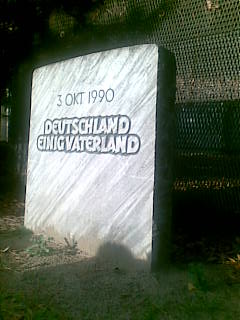 3 OKT 1990
DEUTSCHLAND
EINIG VATERLAND